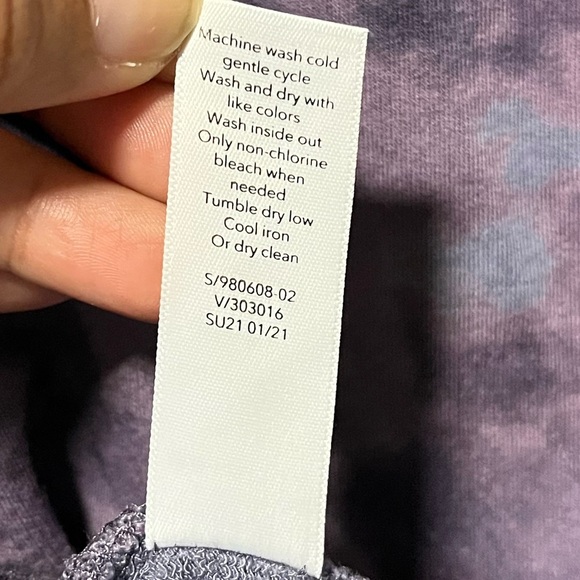 Machine wash cold
gentle cycle
Wash and dry with
like colors
Wash inside out
Only non-chlorine
bleach when
needed
Tumble dry low
Cool iron
Or dry clean
S/980608-02
V/303016
SU21 01/21